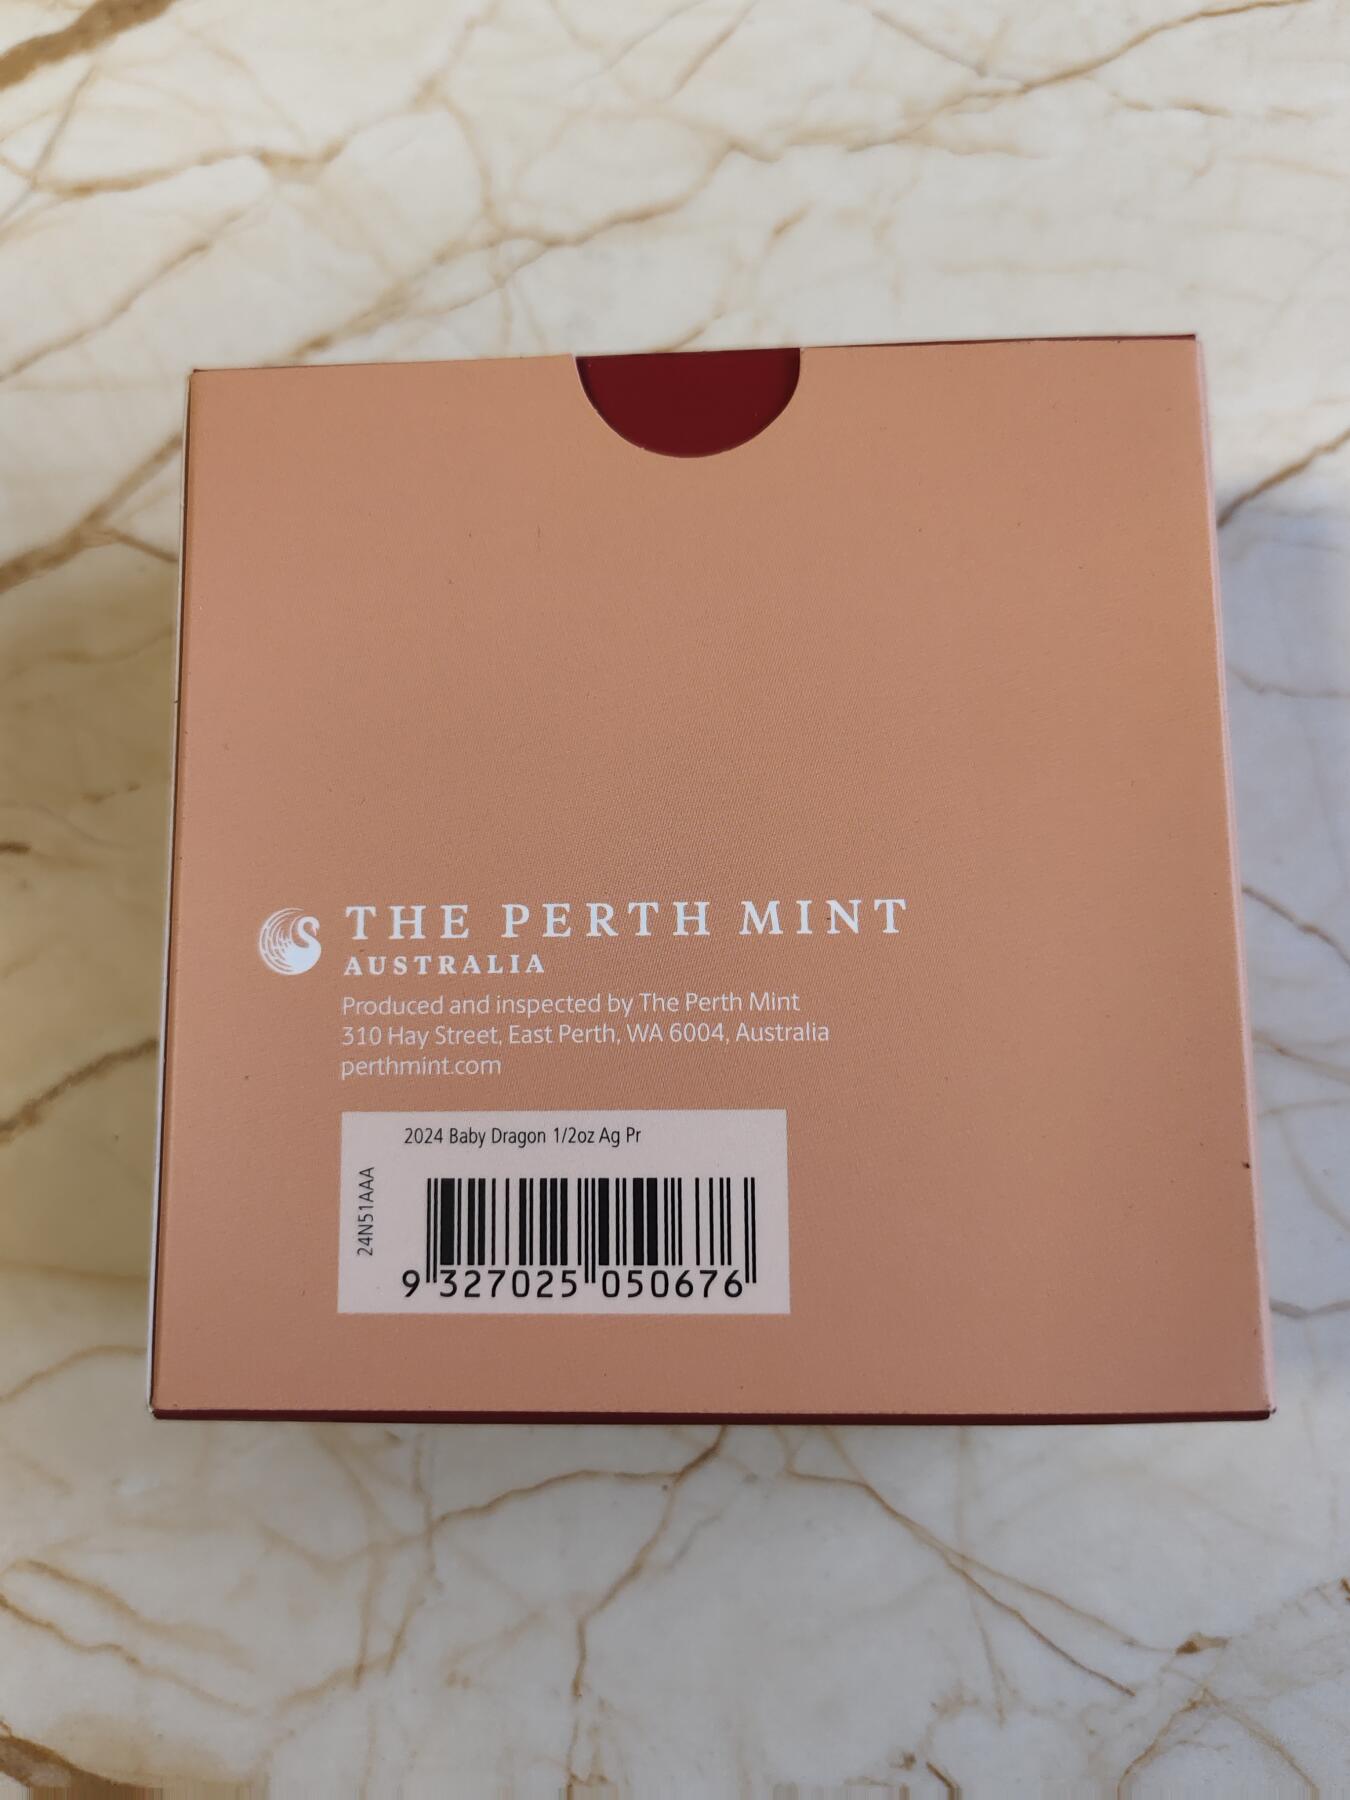 THE PERTH MINT
AUSTRALIA
Produced and inspected by The Perth Mint
310 Hay Street, East Perth, WA 6004, Australia
perthmint.com
2024 Baby Dragon 1/2oz Ag Pr
24N51AAA
9 327025 050676